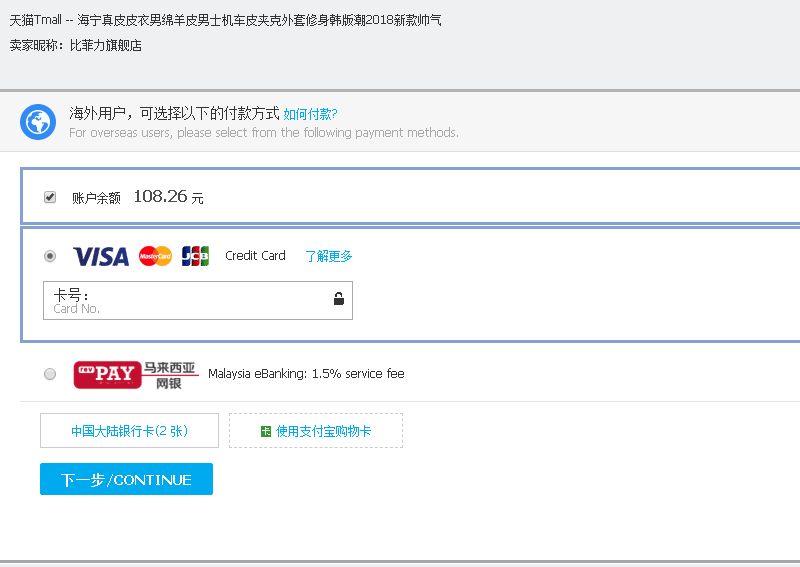 天猫Tmall -- 海宁真皮皮衣男绵羊皮男士机车皮夹克外套修身韩版潮2018新款帅气
卖家昵称：比菲力旗舰店
海外用户，可选择以下的付款方式 如何付款?
For overseas users, please select from the following payment methods.
账户余额 108.26 元
VISA MasterCard JCB Credit Card 了解更多
卡号：
Card No.
PAY 马来西亚网银 Malaysia eBanking: 1.5% service fee
中国大陆银行卡(2 张) 卡 使用支付宝购物卡
下一步/CONTINUE